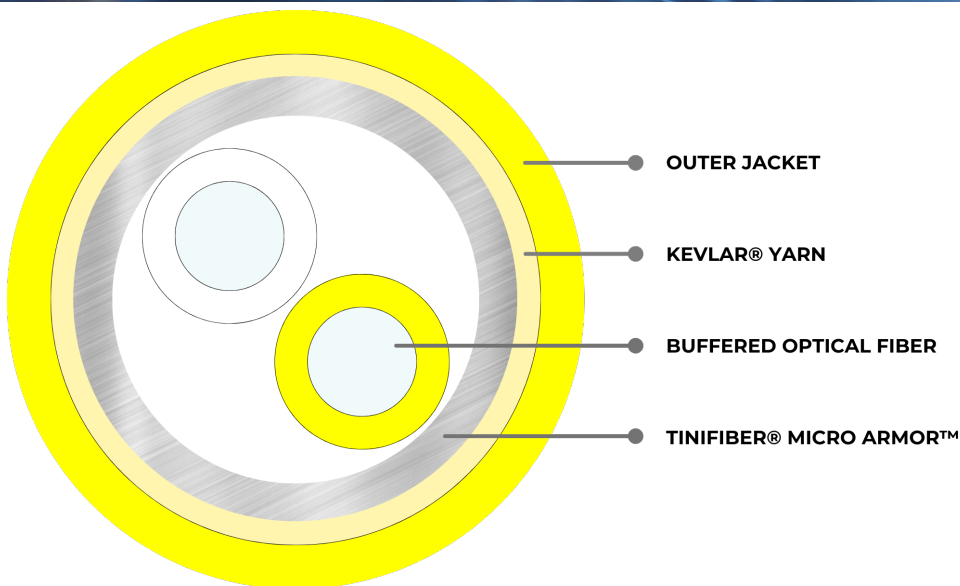 OUTER JACKET
KEVLAR® YARN
BUFFERED OPTICAL FIBER
TINIFIBER® MICRO ARMOR™